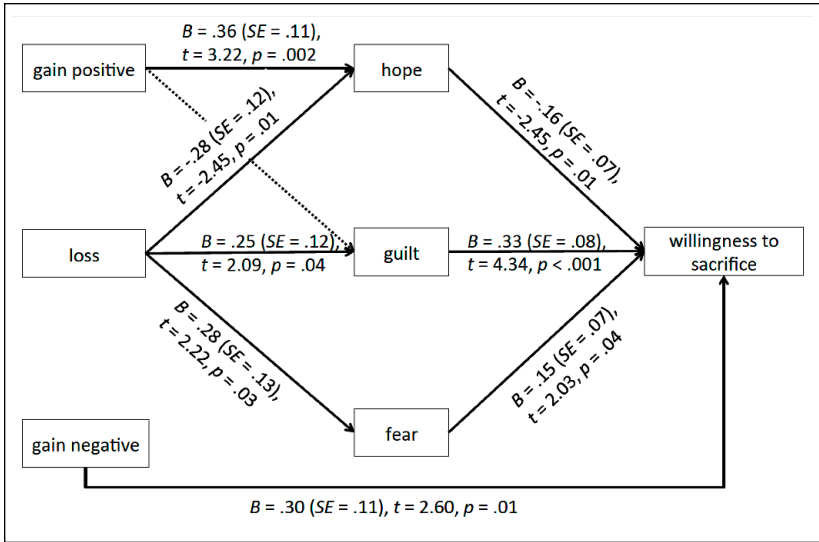 B = .36 (SE = .11),
t = 3.22, p = .002
gain positive
hope
B = -.28 (SE = .12),
t = -2.45, p = .01
B = -.16 (SE = .07),
t = -2.45, p = .01
loss
B = .25 (SE = .12),
t = 2.09, p = .04
guilt
B = .33 (SE = .08),
t = 4.34, p < .001
willingness to
sacrifice
B = .28 (SE = .13),
t = 2.22, p = .03
B = .15 (SE = .07),
t = 2.03, p = .04
gain negative
fear
B = .30 (SE = .11), t = 2.60, p = .01